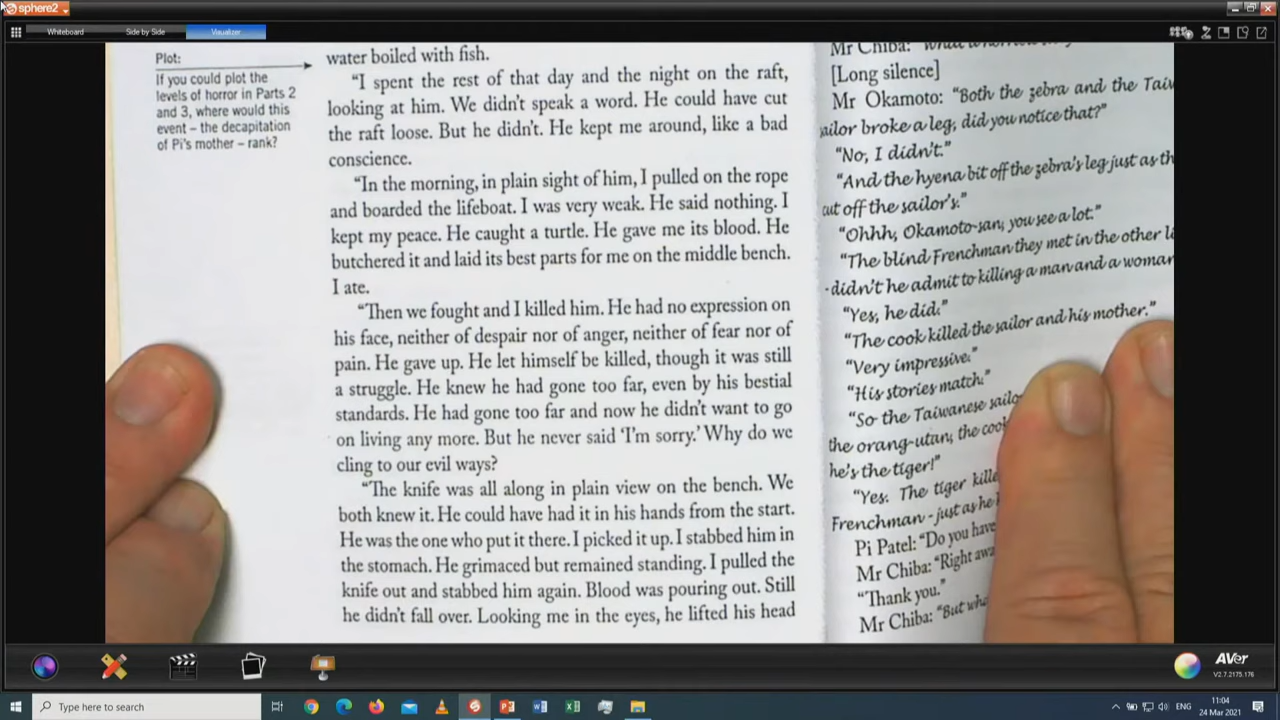 sphere2
Whiteboard
Side by Side
Visualizer
Plot:
If you could plot the
levels of horror in Parts 2
and 3, where would this
event – the decapitation
of Pi's mother – rank?
water boiled with fish.
"I spent the rest of that day and the night on the raft,
looking at him. We didn't speak a word. He could have cut
the raft loose. But he didn't. He kept me around, like a bad
conscience.
"In the morning, in plain sight of him, I pulled on the rope
and boarded the lifeboat. I was very weak. He said nothing. I
kept my peace. He caught a turtle. He gave me its blood. He
butchered it and laid its best parts for me on the middle bench.
I ate.
"Then we fought and I killed him. He had no expression on
his face, neither of despair nor of anger, neither of fear nor of
pain. He gave up. He let himself be killed, though it was still
a struggle. He knew he had gone too far, even by his bestial
standards. He had gone too far and now he didn't want to go
on living any more. But he never said 'I'm sorry.' Why do we
cling to our evil ways?
"The knife was all along in plain view on the bench. We
both knew it. He could have had it in his hands from the start.
He was the one who put it there. I picked it up. I stabbed him in
the stomach. He grimaced but remained standing. I pulled the
knife out and stabbed him again. Blood was pouring out. Still
he didn't fall over. Looking me in the eyes, he lifted his head
Mr Chiba: "What
[Long silence]
Mr Okamoto: "Both the zebra and the
broke a leg, did you notice that?"
"No, I didn't."
"And the hyena bit off the zebra's leg just as
off the sailor's."
"Ohhh, Okamoto-san, you see a lot."
"The blind Frenchman they met in the other
didn't he admit to killing a man and a woman
"Yes, he did."
"The cook killed the sailor and his mother."
"Very impressive."
"His stories match."
"So the Taiwanese
the orang-utan, the
he's the tiger!"
"Yes. The tiger
Frenchman - just as he
Pi Patel: "Do you have
Mr Chiba: "Right
"Thank you."
Mr Chiba: "But
AVer
V2.7.2175.176
Type here to search
ENG
11:04
24 Mar 2021